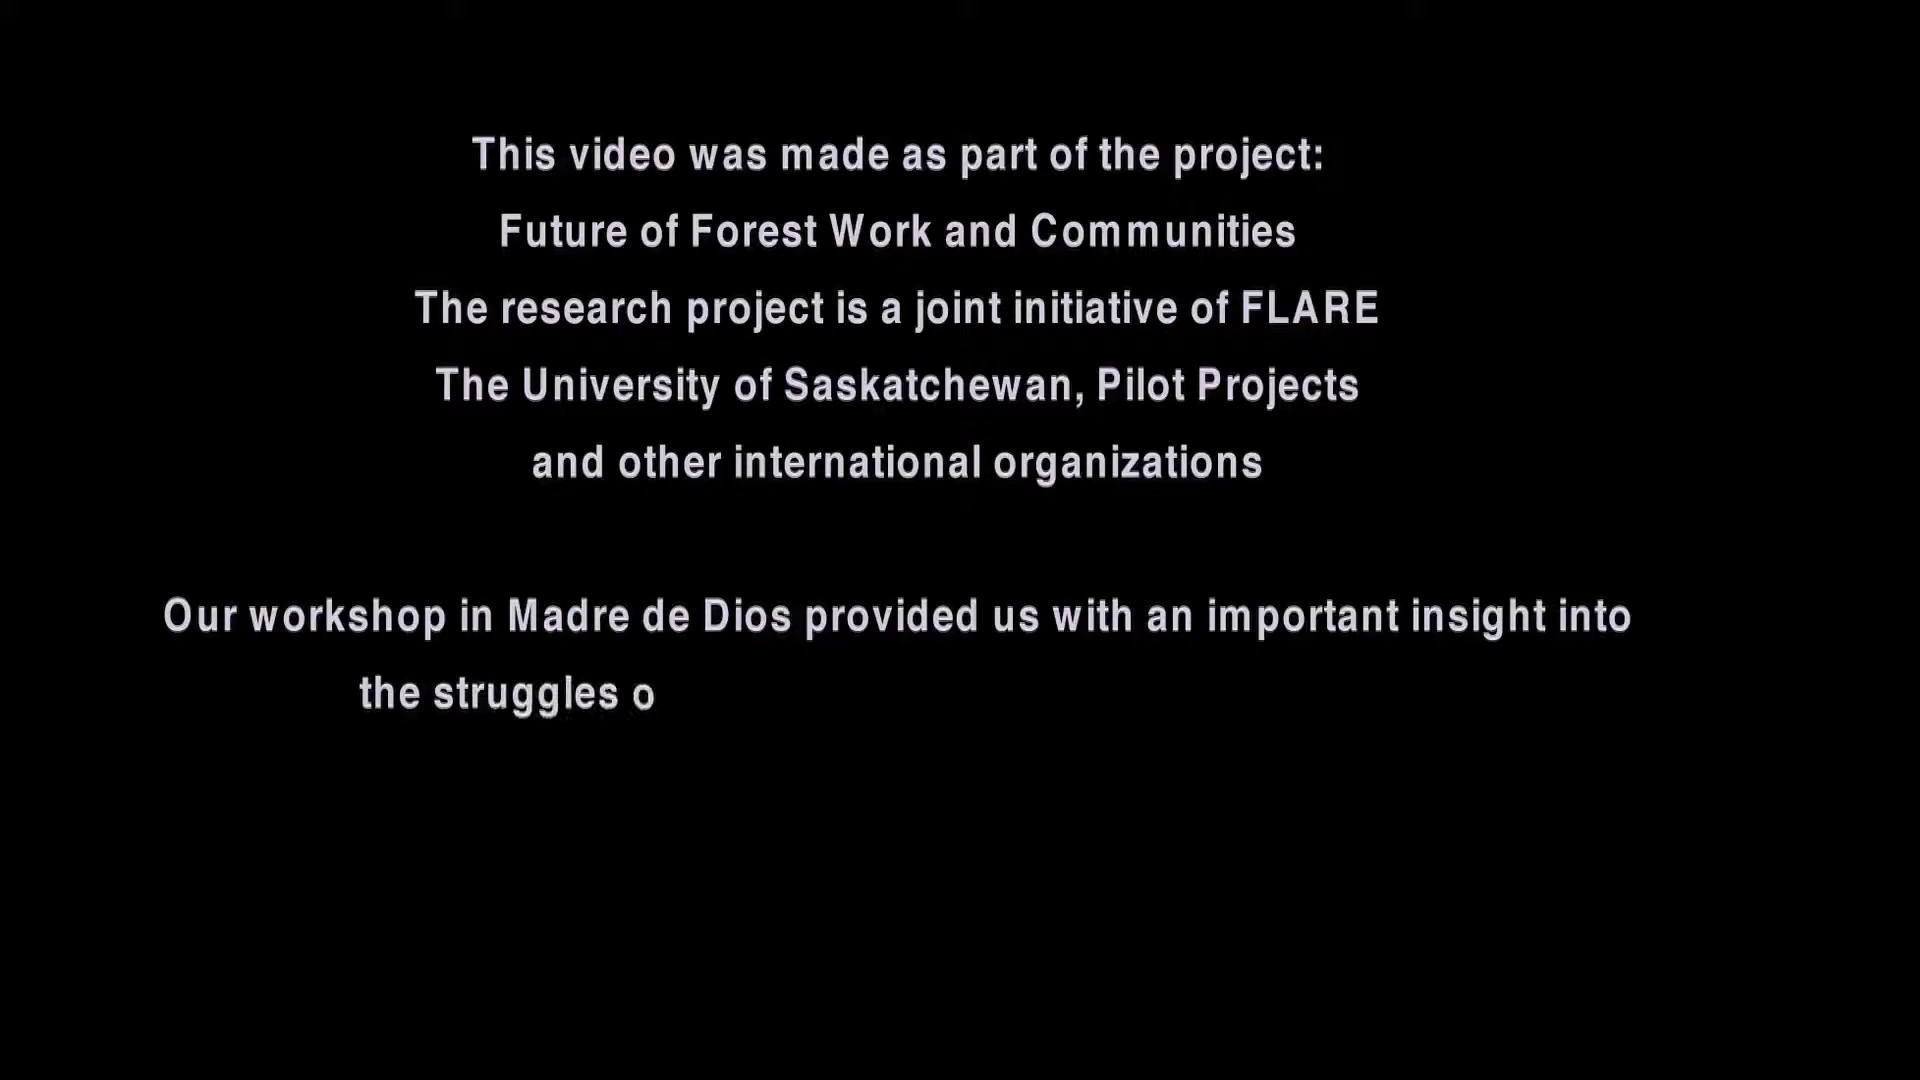 This video was made as part of the project:
Future of Forest Work and Communities
The research project is a joint initiative of FLARE
The University of Saskatchewan, Pilot Projects
and other international organizations
Our workshop in Madre de Dios provided us with an important insight into
the struggles o